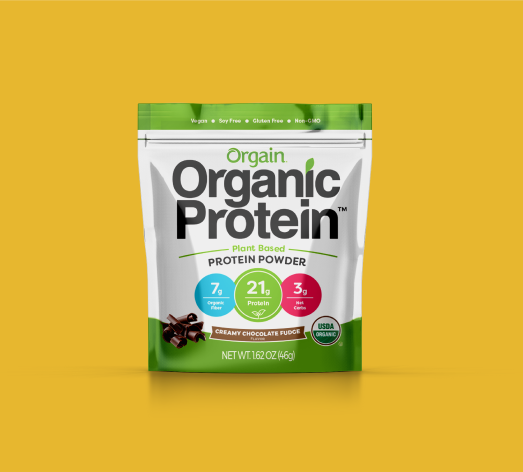 Vegan ★ Soy Free ★ Gluten Free ★ Non-GMO
Orgain
Organic
Protein™
Plant Based
PROTEIN POWDER
7g
Organic
Fiber
21g
Protein
3g
Net
Carbs
CREAMY CHOCOLATE FUDGE
FLAVOR
USDA
ORGANIC
NET WT. 1.62 OZ (46g)